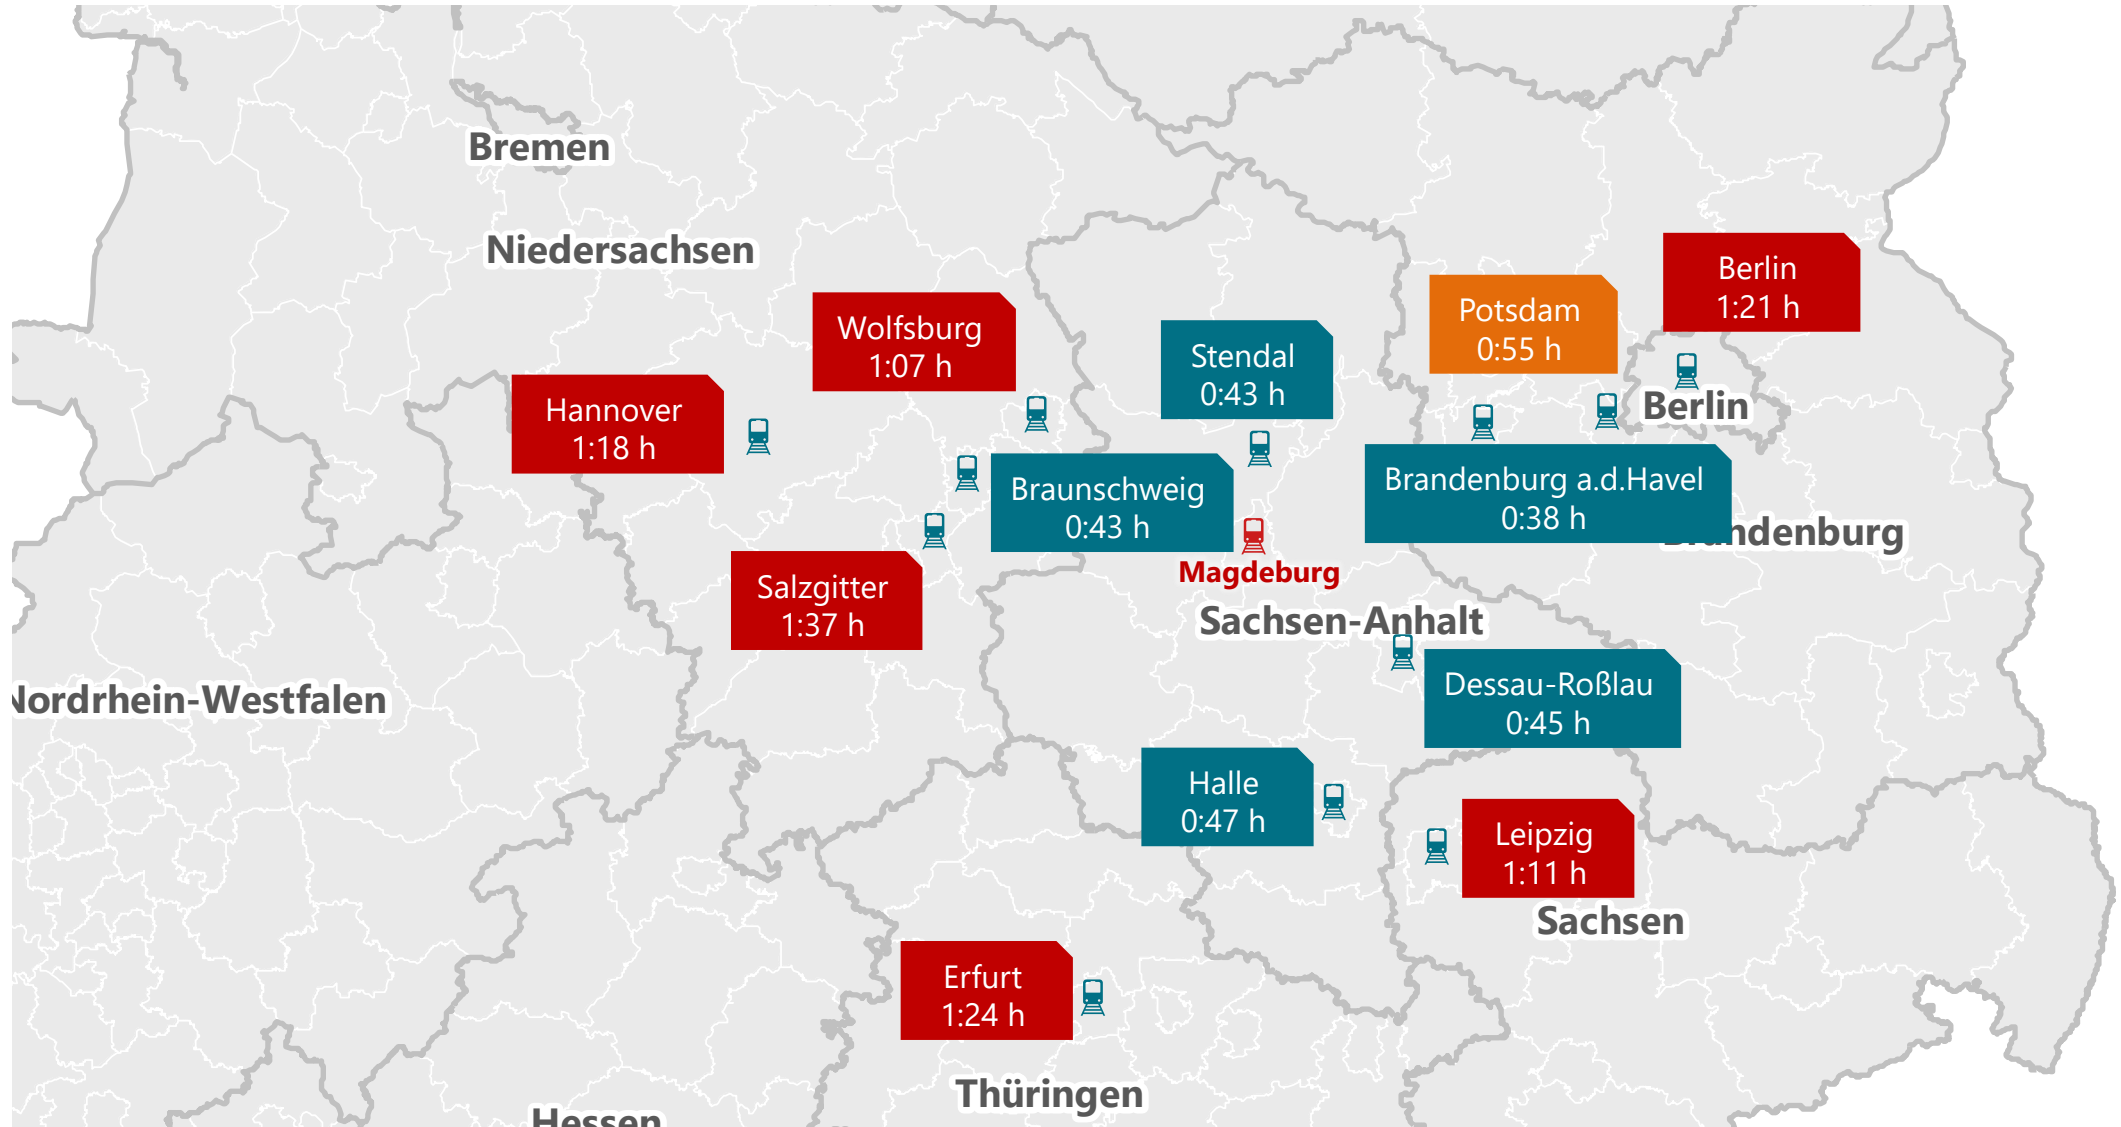 Bremen
Niedersachsen
Berlin
1:21 h
Potsdam
0:55 h
Wolfsburg
1:07 h
Stendal
0:43 h
Hannover
1:18 h
Berlin
Braunschweig
0:43 h
Brandenburg a.d.Havel
0:38 h
Brandenburg
Magdeburg
Salzgitter
1:37 h
Sachsen-Anhalt
Dessau-Roßlau
0:45 h
Nordrhein-Westfalen
Halle
0:47 h
Leipzig
1:11 h
Sachsen
Erfurt
1:24 h
Thüringen
Hessen